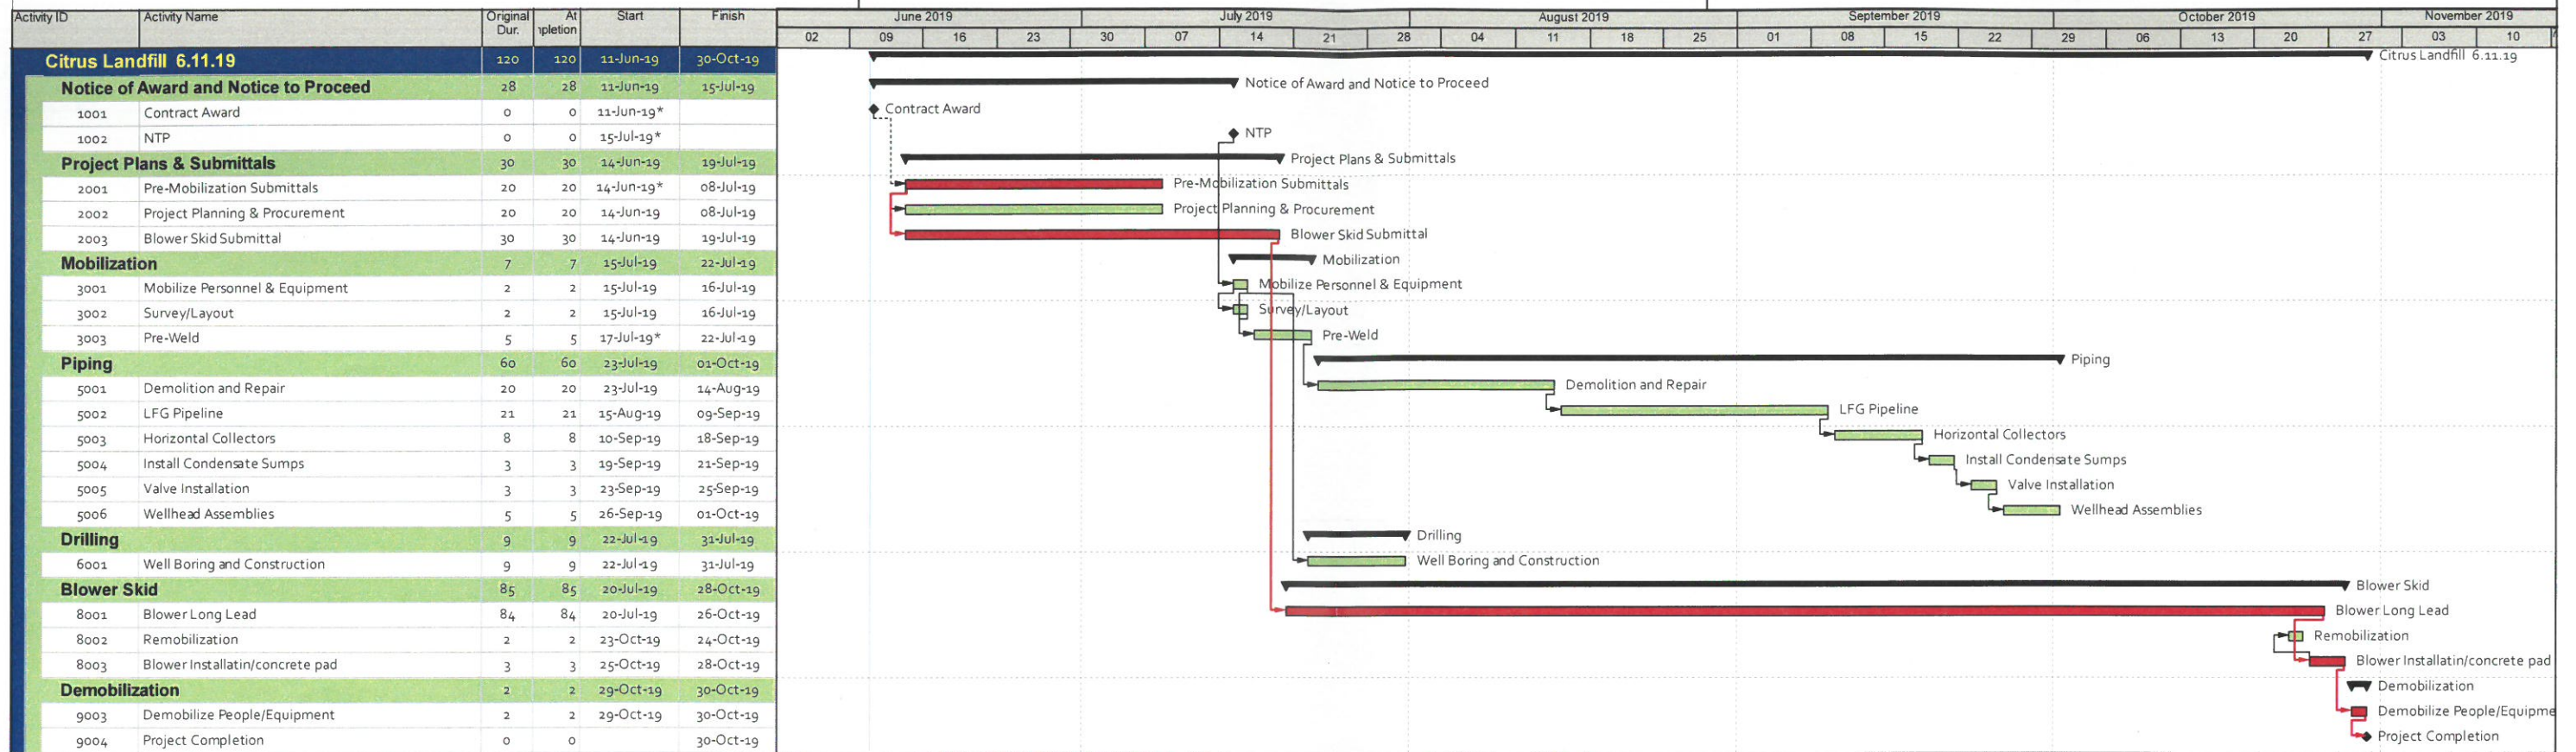 Activity ID Activity Name Original Dur. At mpletion Start Finish June 2019 July 2019 August 2019 September 2019 October 2019 November 2019
02 09 16 23 30 07 14 21 28 04 11 18 25 01 08 15 22 29 06 13 20 27 03 10
Citrus Landfill 6.11.19 120 120 11-Jun-19 30-Oct-19 Citrus Landfill 6.11.19
Notice of Award and Notice to Proceed 28 28 11-Jun-19 15-Jul-19 Notice of Award and Notice to Proceed
1001 Contract Award 0 0 11-Jun-19* Contract Award
1002 NTP 0 0 15-Jul-19* NTP
Project Plans & Submittals 30 30 14-Jun-19 19-Jul-19 Project Plans & Submittals
2001 Pre-Mobilization Submittals 20 20 14-Jun-19* 08-Jul-19 Pre-Mobilization Submittals
2002 Project Planning & Procurement 20 20 14-Jun-19 08-Jul-19 Project Planning & Procurement
2003 Blower Skid Submittal 30 30 14-Jun-19 19-Jul-19 Blower Skid Submittal
Mobilization 7 7 15-Jul-19 22-Jul-19 Mobilization
3001 Mobilize Personnel & Equipment 2 2 15-Jul-19 16-Jul-19 Mobilize Personnel & Equipment
3002 Survey/Layout 2 2 15-Jul-19 16-Jul-19 Survey/Layout
3003 Pre-Weld 5 5 17-Jul-19* 22-Jul-19 Pre-Weld
Piping 60 60 23-Jul-19 01-Oct-19 Piping
5001 Demolition and Repair 20 20 23-Jul-19 14-Aug-19 Demolition and Repair
5002 LFG Pipeline 21 21 15-Aug-19 09-Sep-19 LFG Pipeline
5003 Horizontal Collectors 8 8 10-Sep-19 18-Sep-19 Horizontal Collectors
5004 Install Condensate Sumps 3 3 19-Sep-19 21-Sep-19 Install Condensate Sumps
5005 Valve Installation 3 3 23-Sep-19 25-Sep-19 Valve Installation
5006 Wellhead Assemblies 5 5 26-Sep-19 01-Oct-19 Wellhead Assemblies
Drilling 9 9 22-Jul-19 31-Jul-19 Drilling
6001 Well Boring and Construction 9 9 22-Jul-19 31-Jul-19 Well Boring and Construction
Blower Skid 85 85 20-Jul-19 28-Oct-19 Blower Skid
8001 Blower Long Lead 84 84 20-Jul-19 26-Oct-19 Blower Long Lead
8002 Remobilization 2 2 23-Oct-19 24-Oct-19 Remobilization
8003 Blower Installatin/concrete pad 3 3 25-Oct-19 28-Oct-19 Blower Installatin/concrete pad
Demobilization 2 2 29-Oct-19 30-Oct-19 Demobilization
9003 Demobilize People/Equipment 2 2 29-Oct-19 30-Oct-19 Demobilize People/Equipme
9004 Project Completion 0 0 30-Oct-19 Project Completion